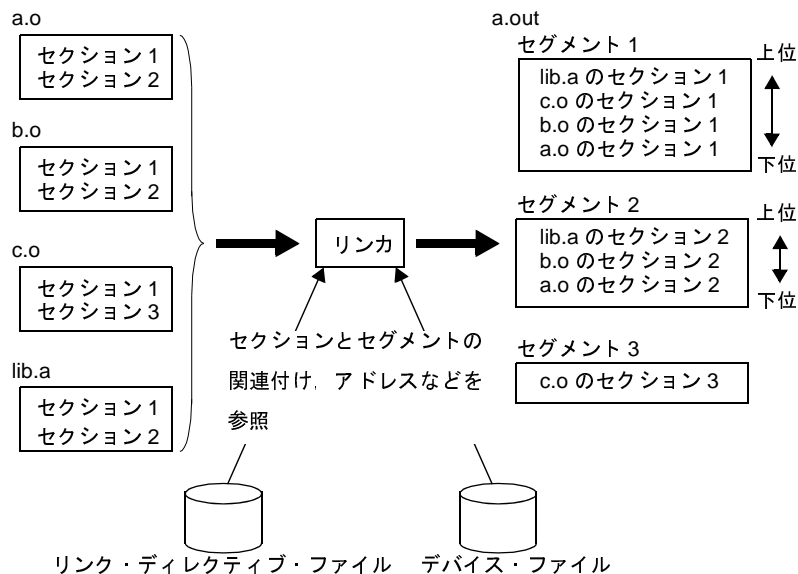 a.o
セクション 1
セクション 2
b.o
セクション 1
セクション 2
c.o
セクション 1
セクション 3
lib.a
セクション 1
セクション 2
リンカ
セクションとセグメントの
関連付け，アドレスなどを
参照
リンク・ディレクティブ・ファイル
デバイス・ファイル
a.out
セグメント 1
上位
lib.a のセクション 1
c.o のセクション 1
b.o のセクション 1
a.o のセクション 1
下位
セグメント 2
上位
lib.a のセクション 2
b.o のセクション 2
a.o のセクション 2
下位
セグメント 3
c.o のセクション 3